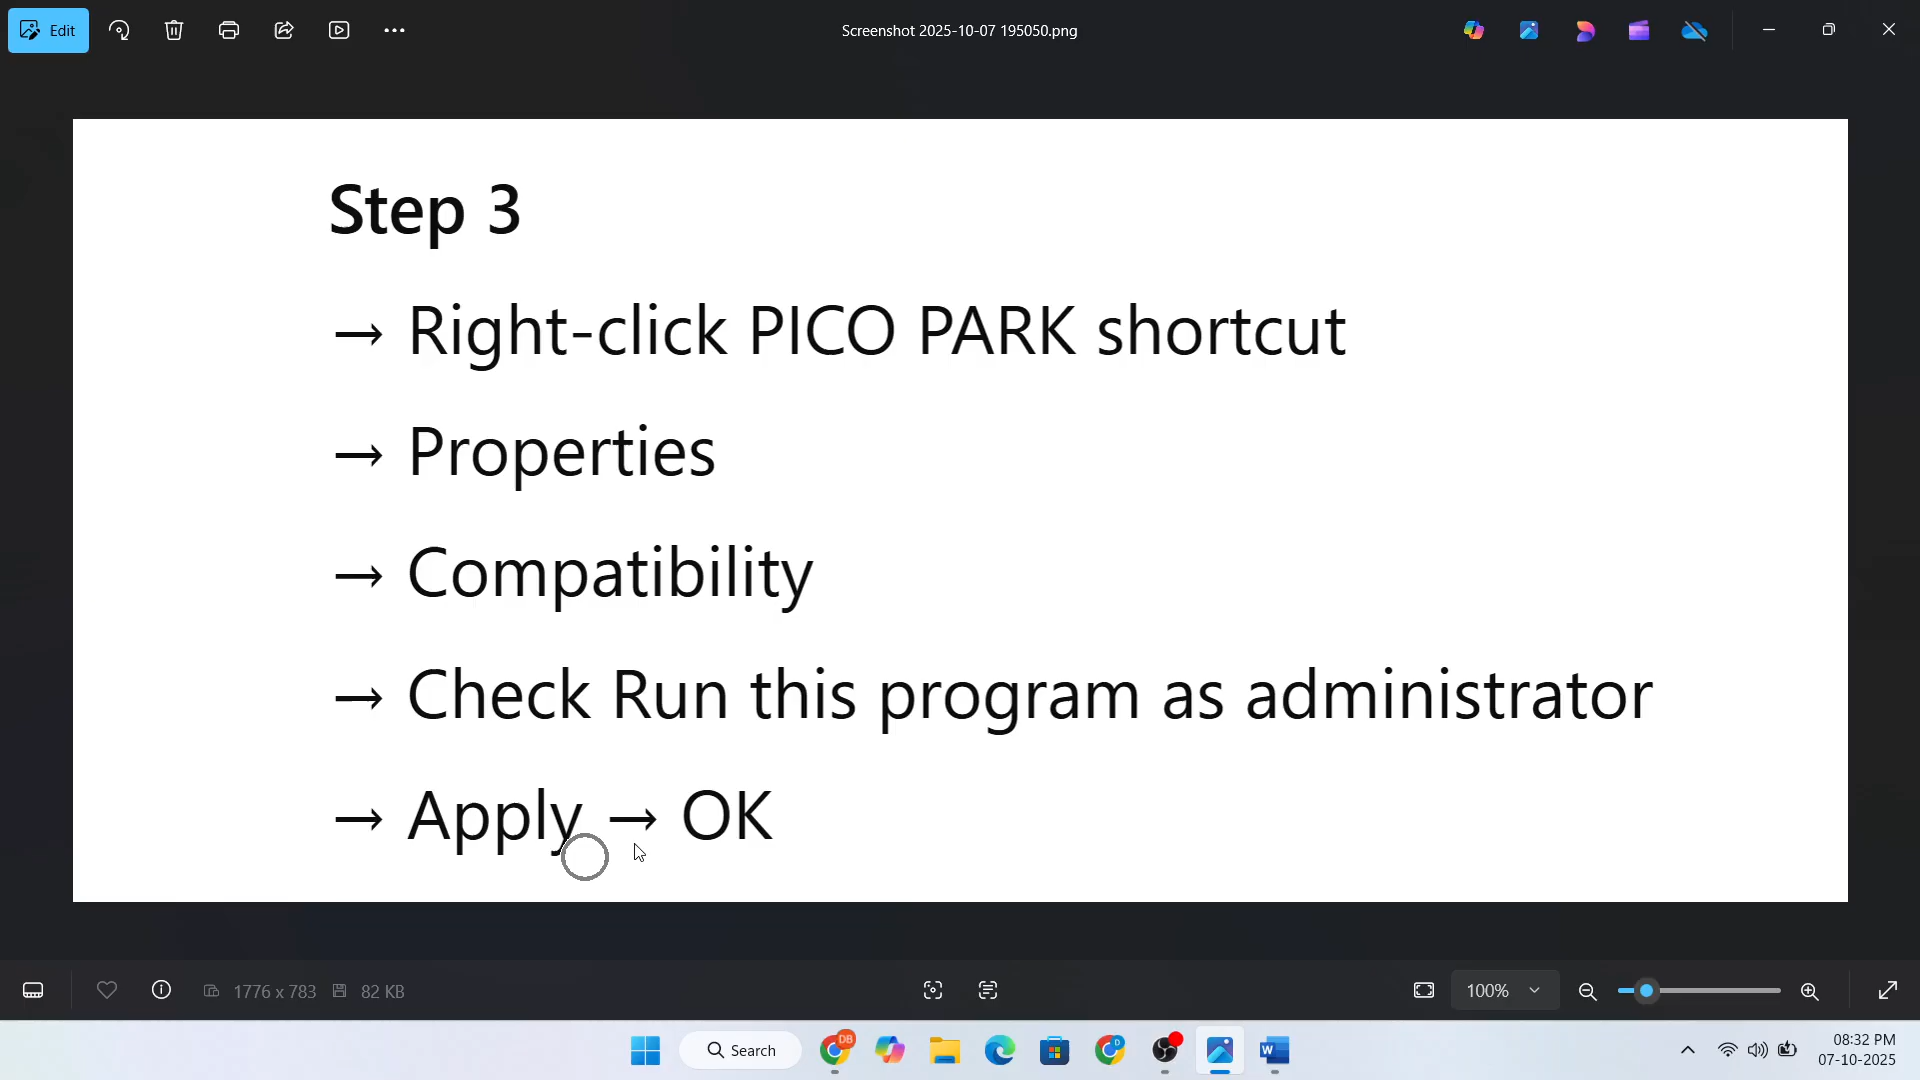 Edit
Screenshot 2025-10-07 195050.png
Step 3
→ Right-click PICO PARK shortcut
→ Properties
→ Compatibility
→ Check Run this program as administrator
→ Apply → OK
1776 x 783 82 KB
100%
Search
DB
D
W
08:32 PM
07-10-2025